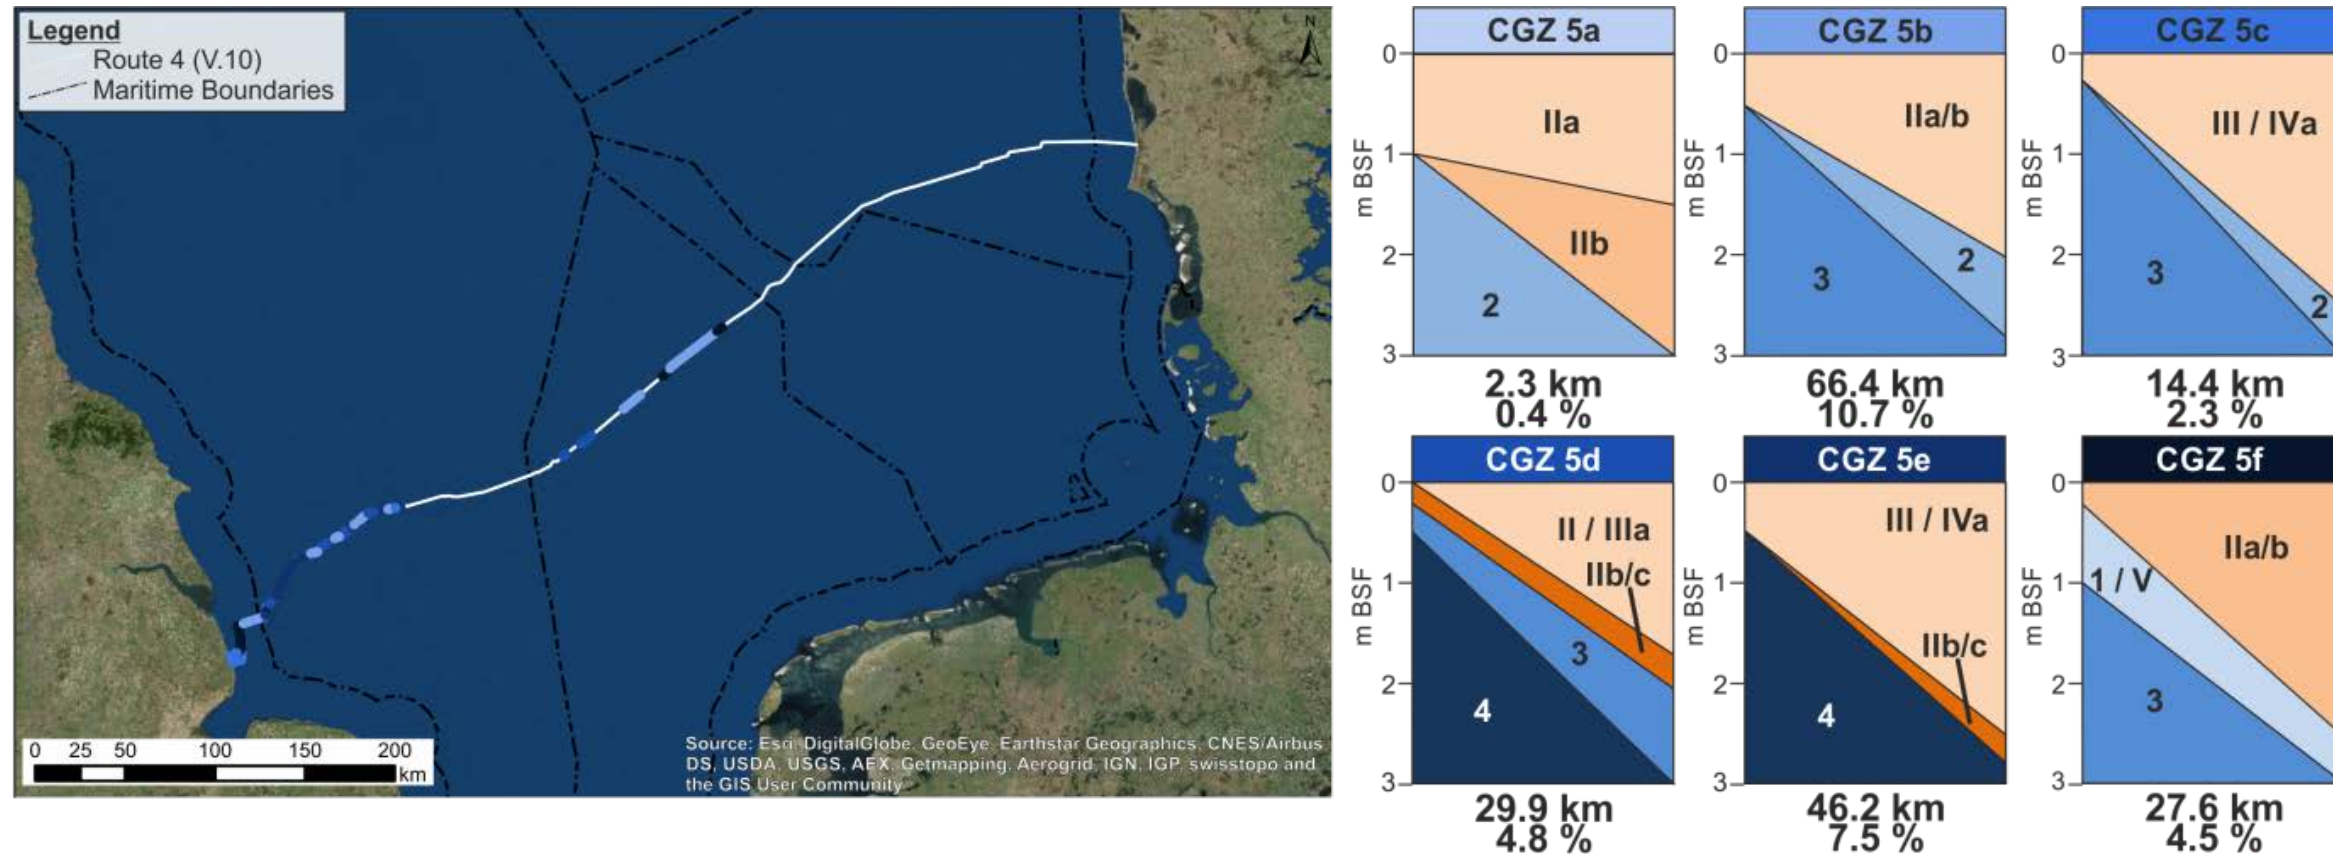 Legend
Route 4 (V.10)
Maritime Boundaries
N
0 25 50 100 150 200
km
Source: Esri, DigitalGlobe, GeoEye, Earthstar Geographics, CNES/Airbus
DS, USDA, USGS, AEX, Getmapping, Aerogrid, IGN, IGP, swisstopo and
the GIS User Community
CGZ 5a
0
1
2
3
m BSF
IIa
IIb
2
2.3 km
0.4 %
CGZ 5b
0
1
2
3
m BSF
IIa/b
2
3
66.4 km
10.7 %
CGZ 5c
0
1
2
3
m BSF
III / IVa
3
2
14.4 km
2.3 %
CGZ 5d
0
1
2
3
m BSF
II / IIIa
IIb/c
3
4
29.9 km
4.8 %
CGZ 5e
0
1
2
3
m BSF
III / IVa
IIb/c
4
46.2 km
7.5 %
CGZ 5f
0
1
2
3
m BSF
IIa/b
1 / V
3
27.6 km
4.5 %